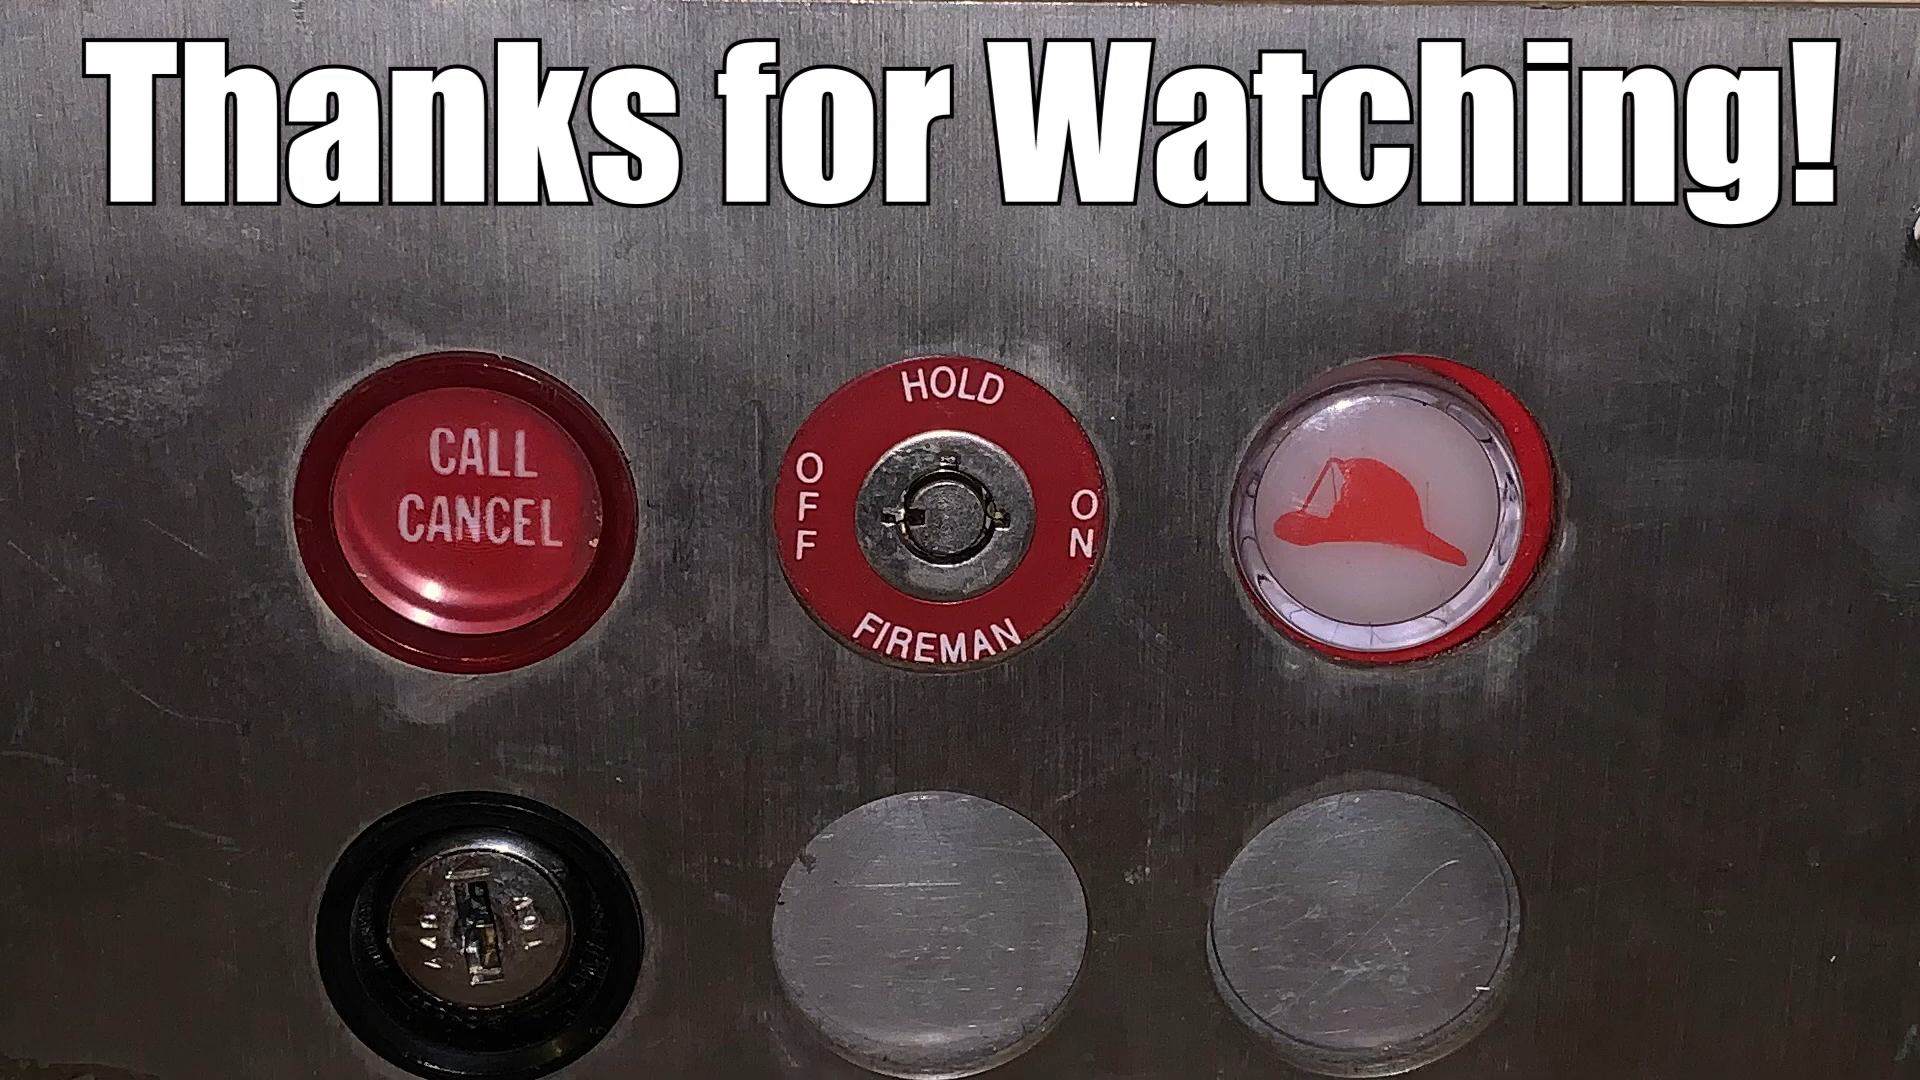 Thanks for Watching!
CALL
CANCEL
HOLD
OFF
ON
FIREMAN